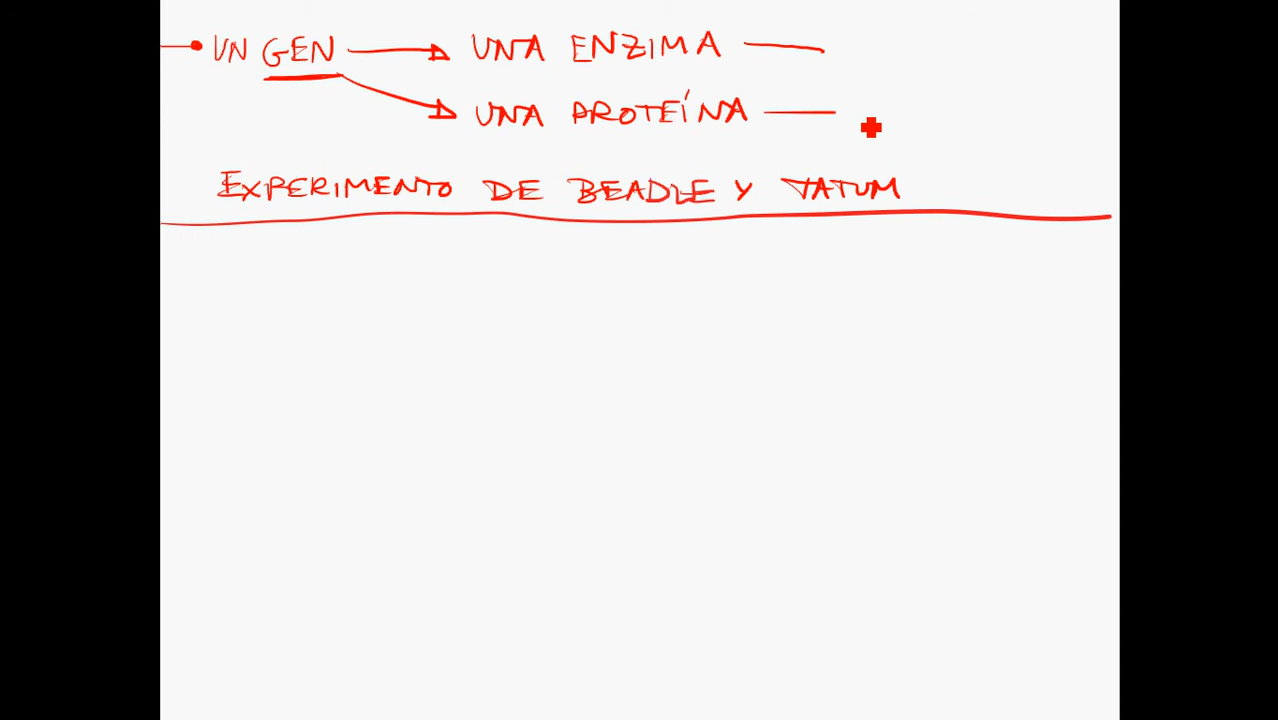 UN GEN UNA ENZIMA
UNA PROTEÍNA
EXPERIMENTO DE BEADLE Y TATUM